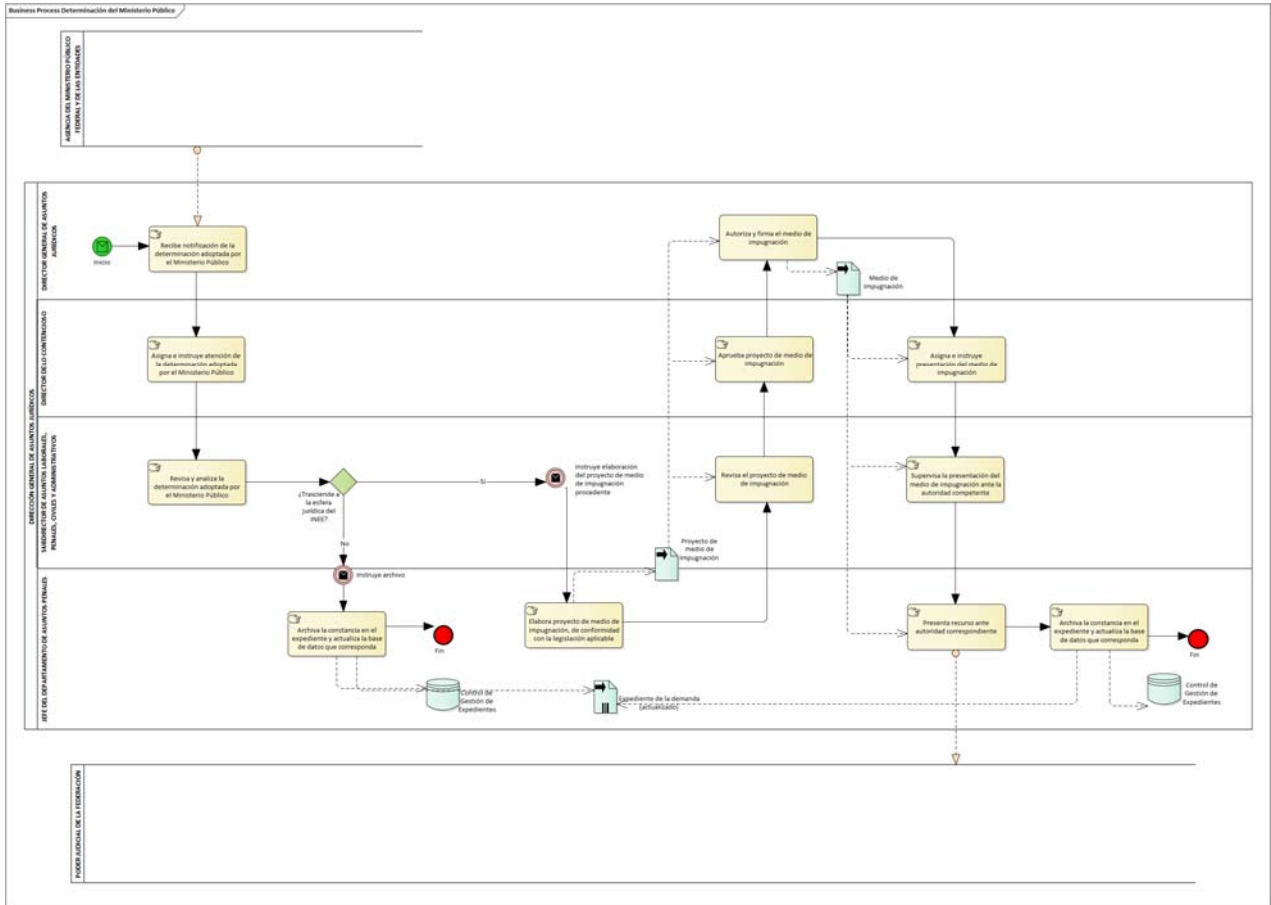 Business Process Determinación del Ministerio Público
AGENCIA DEL MINISTERIO PÚBLICO
FEDERAL Y DE LAS ENTIDADES
DIRECCIÓN GENERAL DE ASUNTOS JURÍDICOS
DIRECTOR GENERAL DE ASUNTOS
JURÍDICOS
Inicio
Recibe notificación de la
determinación adoptada por
el Ministerio Público
Autoriza y firma el medio de
impugnación
Medio de
impugnación
DIRECTOR DE LO CONTENCIOSO
Asigna e instruye atención de
la determinación adoptada
por el Ministerio Público
Aprueba proyecto de medio de
impugnación
Asigna e instruye
presentación del medio de
impugnación
SUBDIRECTOR DE ASUNTOS LABORALES,
PENALES, CIVILES Y ADMINISTRATIVOS
Revisa y analiza la
determinación adoptada por
el Ministerio Público
¿Trasciende a
la esfera
jurídica del
INEE?
Si
No
instruye elaboración
del proyecto de medio
de impugnación
procedente
Revisa el proyecto de medio
de impugnación
Supervisa la presentación del
medio de impugnación ante la
autoridad competente
Proyecto de
medio de
impugnación
JEFE DEL DEPARTAMENTO DE ASUNTOS PENALES
instruye archivo
Archiva la constancia en el
expediente y actualiza la base
de datos que corresponda
Fin
Elabora proyecto de medio de
impugnación, de conformidad
con la legislación aplicable
Presenta recurso ante
autoridad correspondiente
Archiva la constancia en el
expediente y actualiza la base
de datos que corresponda
Fin
Control de
Gestión de
Expedientes
Expediente de la demanda
(actualizado)
Control de
Gestión de
Expedientes
PODER JUDICIAL DE LA FEDERACIÓN